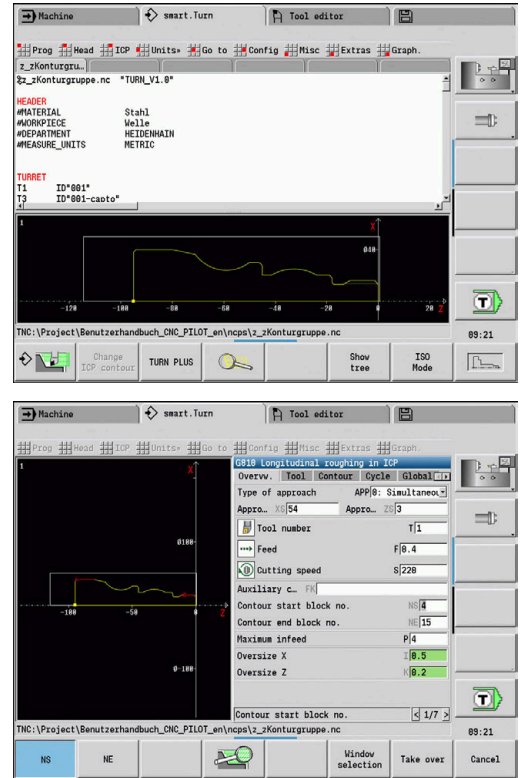 Machine smart.Turn Tool editor
Prog Head ICP Units» Go to Config Misc Extras Graph.
z_zKonturgru…
%z_zKonturgruppe.nc "TURN_V1.0"
HEADER
#MATERIAL Stahl
#WORKPIECE Welle
#DEPARTMENT HEIDENHAIN
#MEASURE_UNITS METRIC
TURRET
T1 ID"001"
T3 ID"001-capto"
1
X
Ø40
-120 -100 -80 -60 -40 -20 0 20 Z
T
TNC:\Project\Benutzerhandbuch_CNC_PILOT_en\ncps\z_zKonturgruppe.nc
09:21
Change ICP contour
TURN PLUS
Show tree
ISO Mode
Machine smart.Turn Tool editor
Prog Head ICP Units» Go to Config Misc Extras Graph.
1
X
Ø100
-100 -50 0 Z
Ø-100
G810 Longitudinal roughing in ICP
Overvw. Tool Contour Cycle Global
Type of approach APP 0: Simultaneou
Appro… XS 54 Appro… ZS 3
Tool number T 1
Feed F 0.4
Cutting speed S 220
Auxiliary c… FK
Contour start block no. NS 4
Contour end block no. NE 15
Maximum infeed P 4
Oversize X I 0.5
Oversize Z K 0.2
Contour start block no. < 1/7 >
T
TNC:\Project\Benutzerhandbuch_CNC_PILOT_en\ncps\z_zKonturgruppe.nc
09:21
NS
NE
Window selection
Take over
Cancel